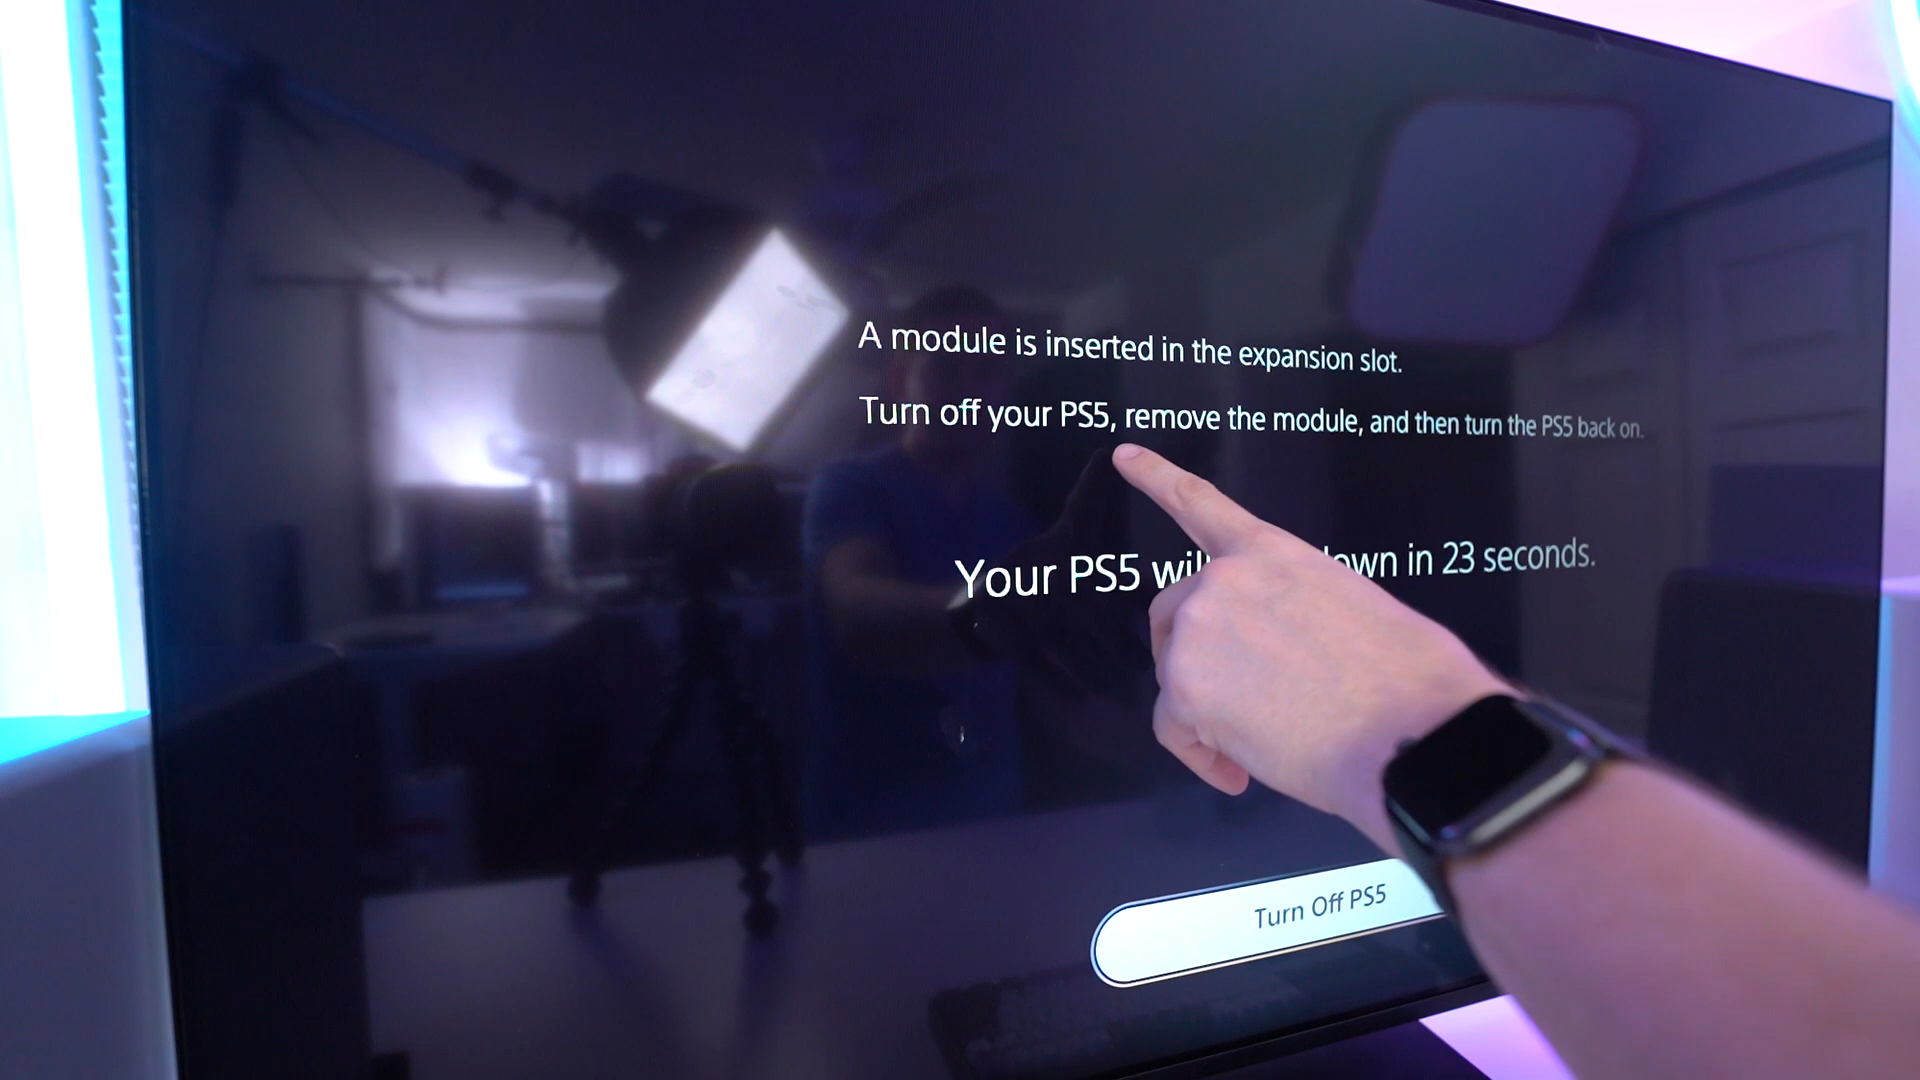 A module is inserted in the expansion slot.
Turn off your PS5, remove the module, and then turn the PS5 back on.
Your PS5 in 23 seconds.
Turn Off PS5